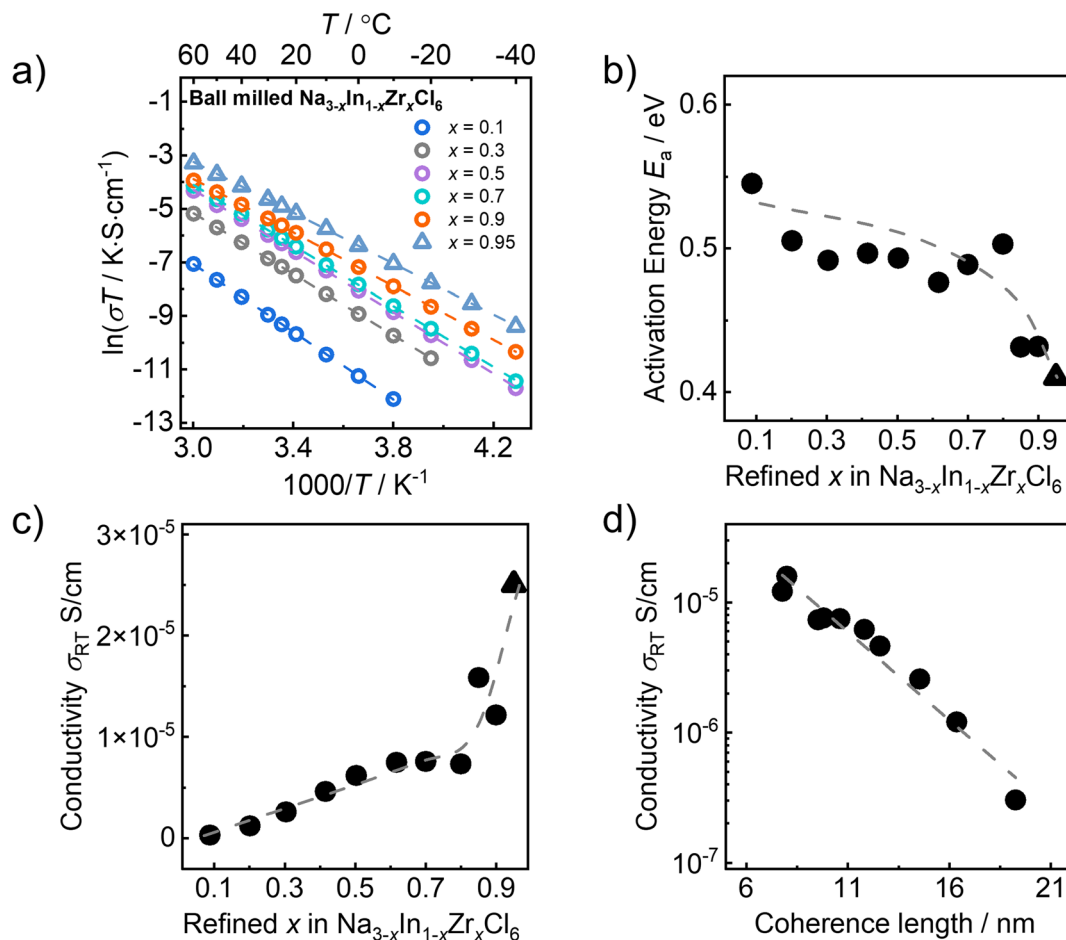 a)
T / °C
60 40 30 20 10 0 -20 -40
Ball milled Na3-xIn1-xZrxCl6
x = 0.1
x = 0.3
x = 0.5
x = 0.7
x = 0.9
x = 0.95
ln(σT / K·S·cm⁻¹)
-1
-3
-5
-7
-9
-11
-13
3.0 3.4 3.8 4.2
1000/T / K⁻¹
b)
Activation Energy Ea / eV
0.6
0.5
0.4
0.1 0.3 0.5 0.7 0.9
Refined x in Na3-xIn1-xZrxCl6
c)
Conductivity σRT S/cm
3×10⁻⁵
2×10⁻⁵
1×10⁻⁵
0
0.1 0.3 0.5 0.7 0.9
Refined x in Na3-xIn1-xZrxCl6
d)
Conductivity σRT S/cm
10⁻⁵
10⁻⁶
10⁻⁷
6 11 16 21
Coherence length / nm